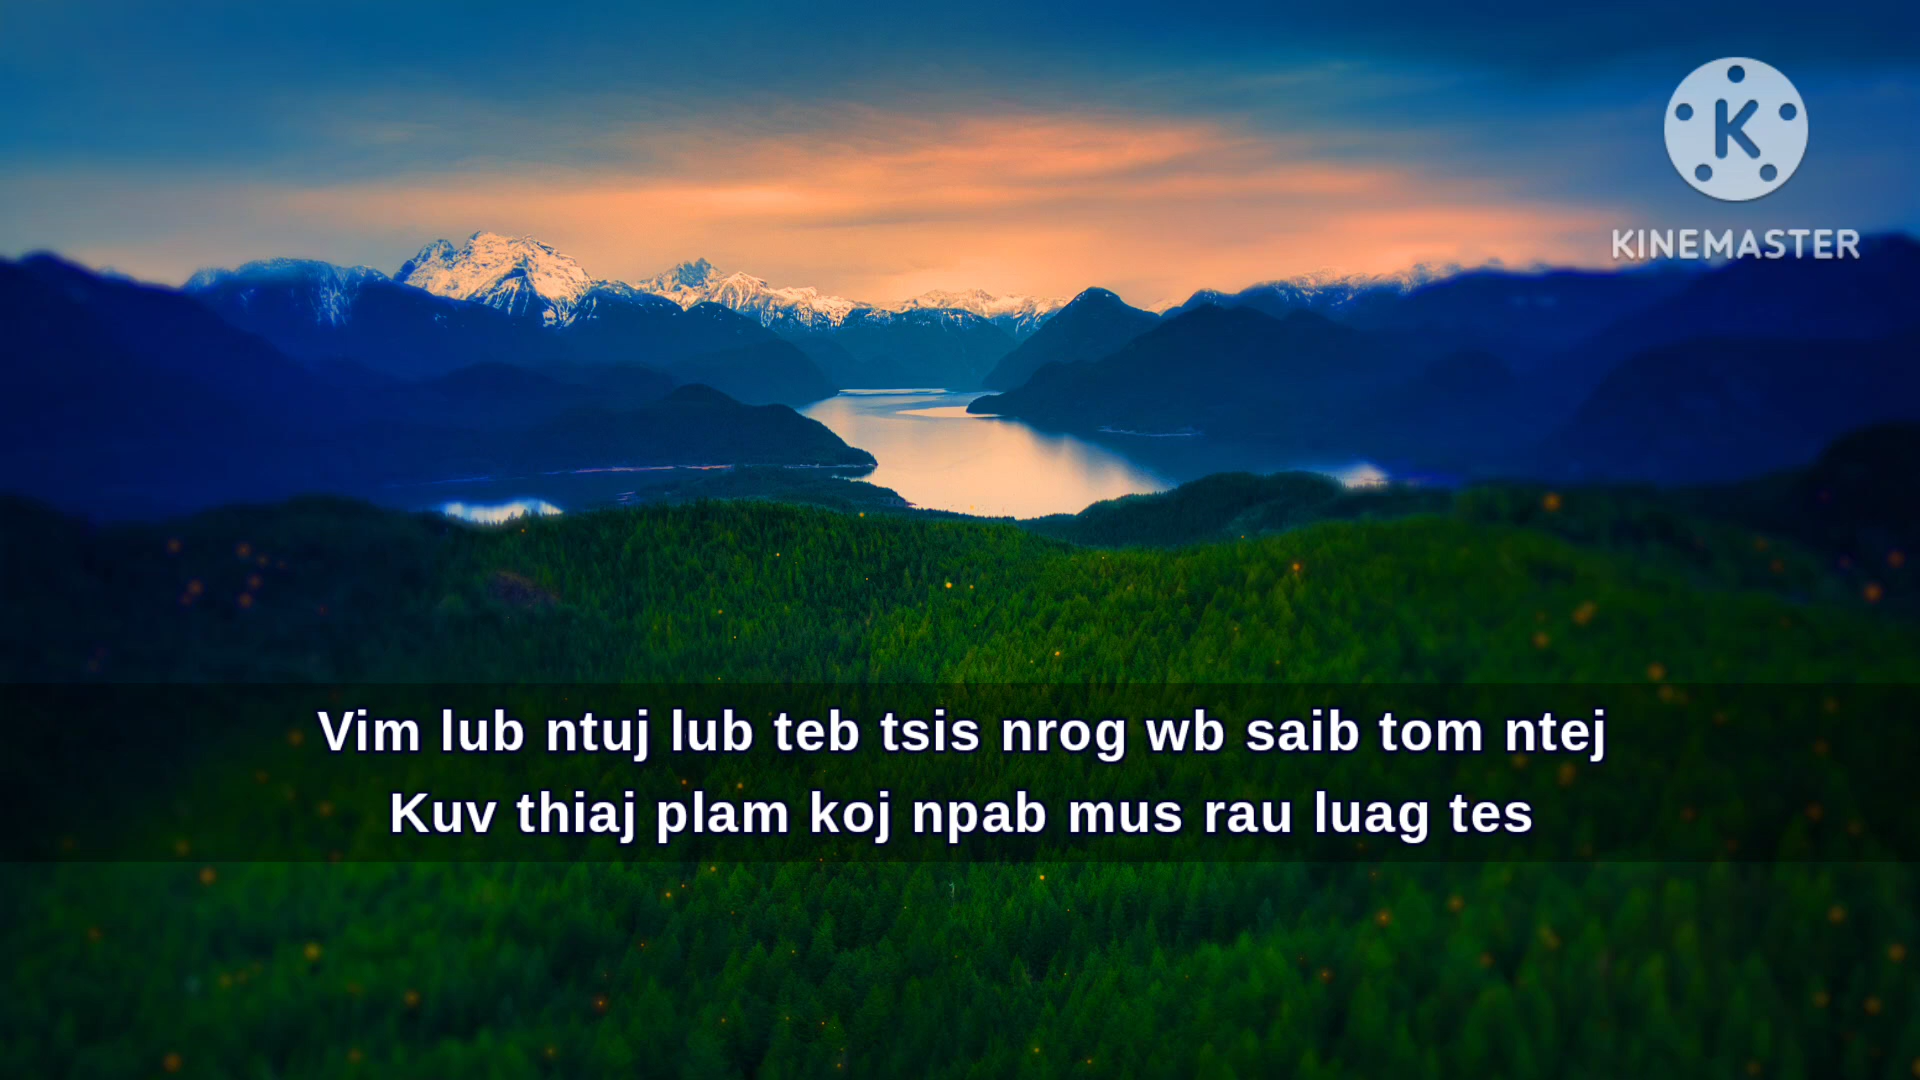 K
KINEMASTER
Vim lub ntuj lub teb tsis nrog wb saib tom ntej
Kuv thiaj plam koj npab mus rau luag tes